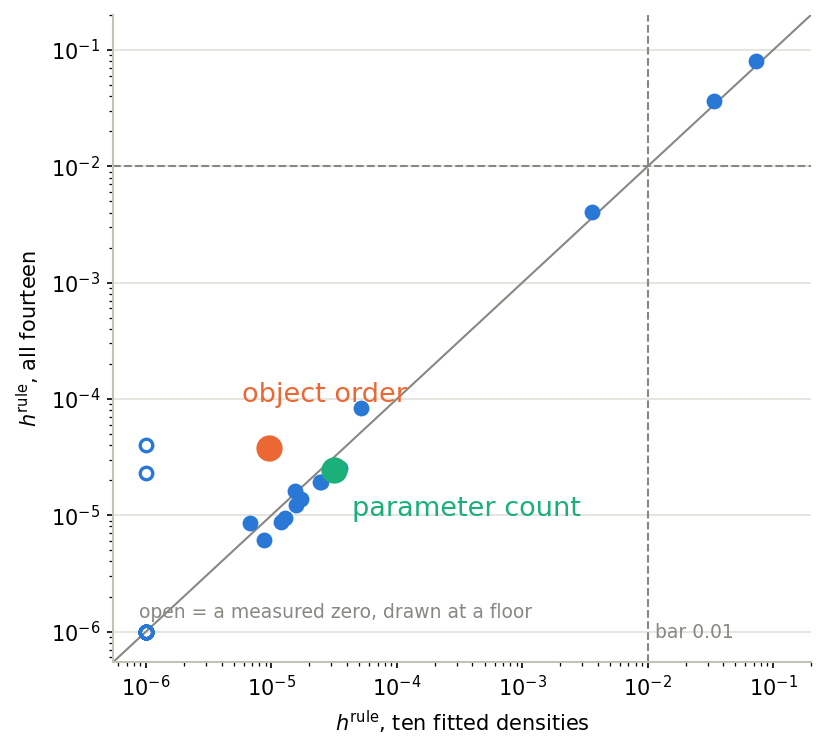 10⁻¹
10⁻²
10⁻³
10⁻⁴
10⁻⁵
10⁻⁶
h^rule, all fourteen
object order
parameter count
open = a measured zero, drawn at a floor
bar 0.01
10⁻⁶ 10⁻⁵ 10⁻⁴ 10⁻³ 10⁻² 10⁻¹
h^rule, ten fitted densities